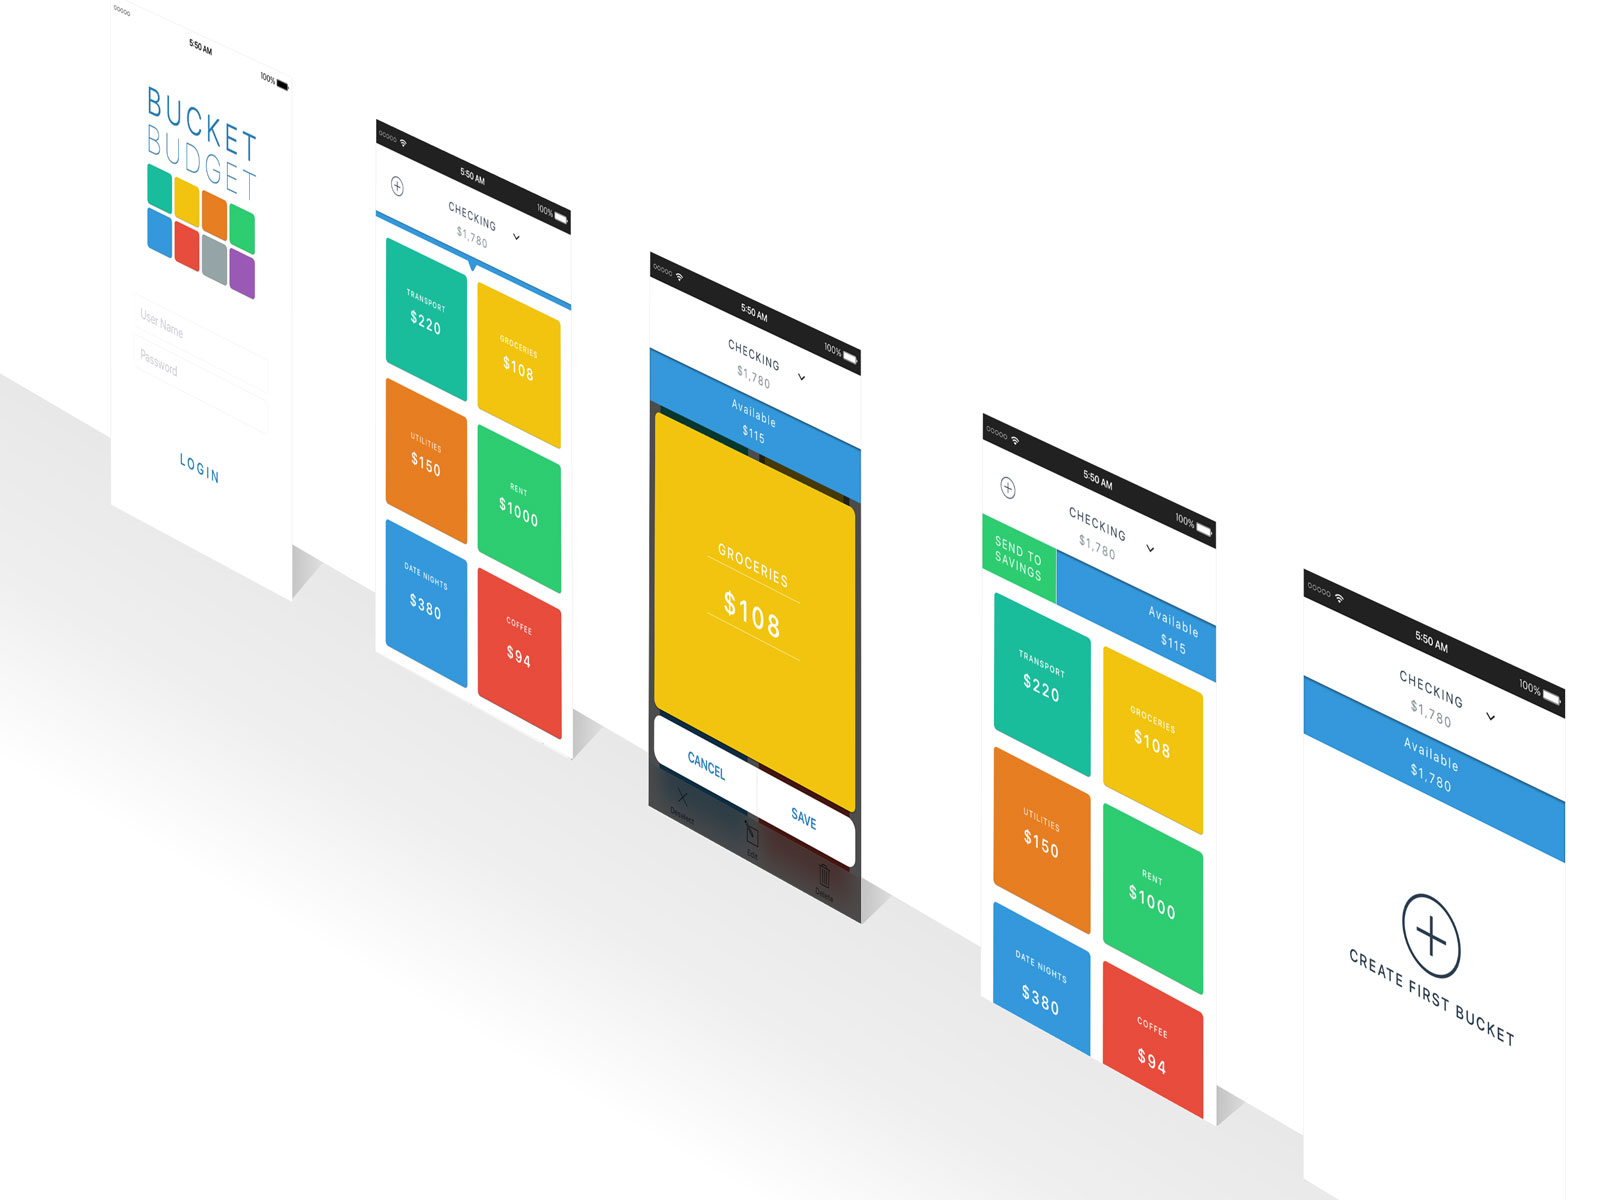 5:50 AM
100%
BUCKET
BUDGET
User Name
Password
LOGIN
5:50 AM
100%
CHECKING
$1,780
TRANSPORT
$220
GROCERIES
$108
UTILITIES
$150
RENT
$1000
DATE NIGHTS
$380
COFFEE
$94
5:50 AM
100%
CHECKING
$1,780
Available
$115
GROCERIES
$108
CANCEL
SAVE
Deselect
Edit
Delete
5:50 AM
100%
CHECKING
$1,780
SEND TO
SAVINGS
Available
$115
TRANSPORT
$220
GROCERIES
$108
UTILITIES
$150
RENT
$1000
DATE NIGHTS
$380
COFFEE
$94
5:50 AM
100%
CHECKING
$1,780
Available
$1,780
CREATE FIRST BUCKET